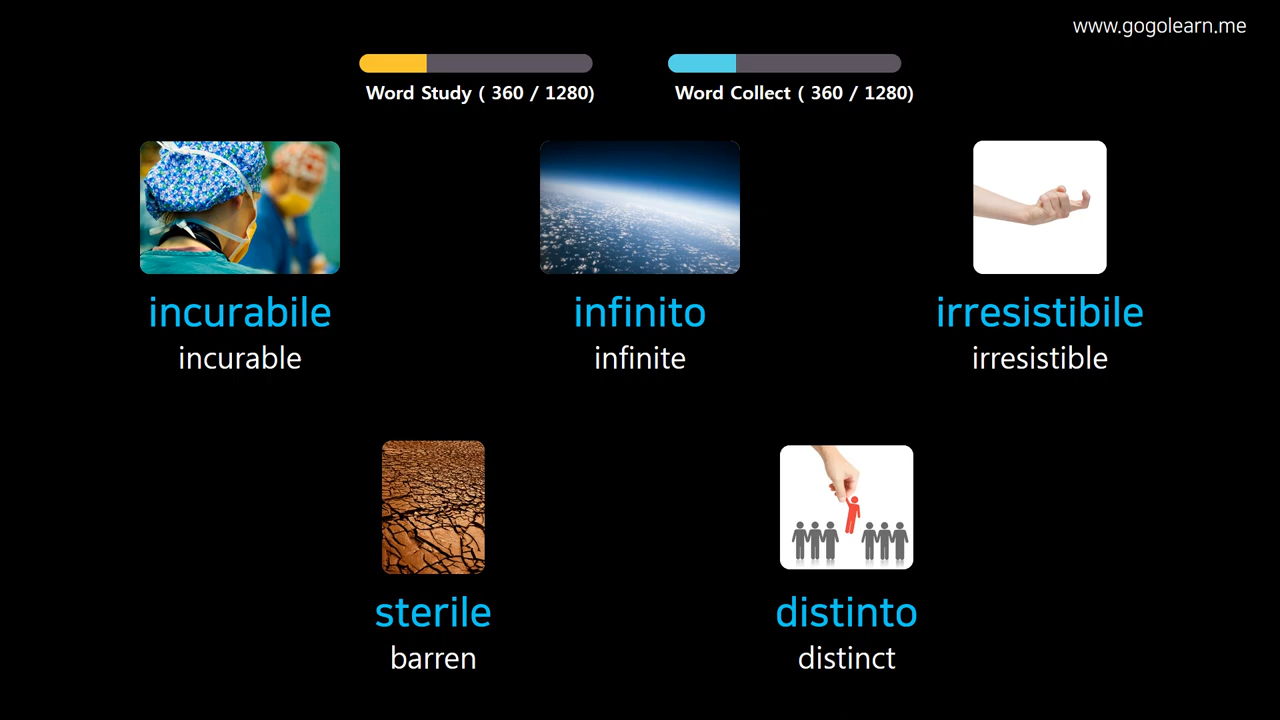 www.gogolearn.me
Word Study ( 360 / 1280)
Word Collect ( 360 / 1280)
incurabile
incurable
infinito
infinite
irresistibile
irresistible
sterile
barren
distinto
distinct